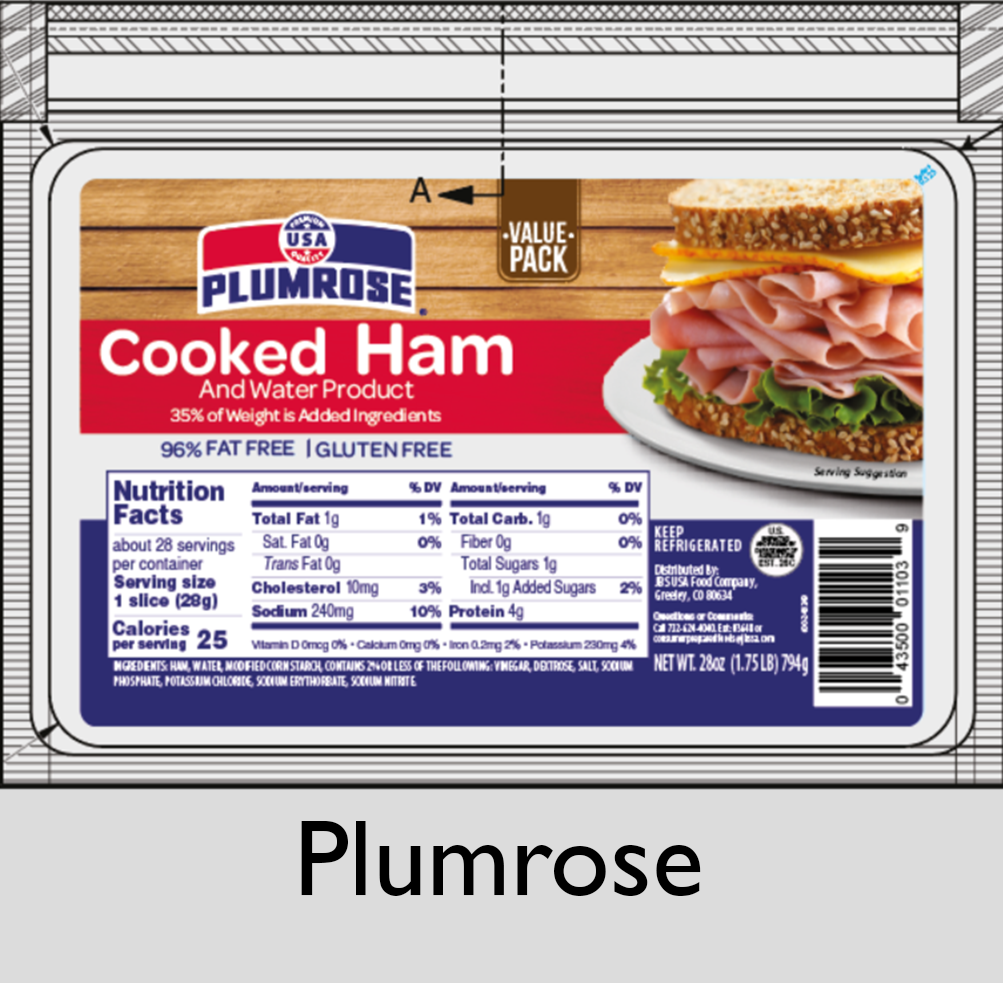 A
VALUE
PACK
PREMIUM
USA
QUALITY
PLUMROSE
Cooked Ham
And Water Product
35% of Weight is Added Ingredients
96% FAT FREE | GLUTEN FREE
Serving Suggestion
Nutrition
Facts
about 28 servings
per container
Serving size
1 slice (28g)
Calories
per serving 25
Amount/serving % DV
Total Fat 1g 1%
Sat. Fat 0g 0%
Trans Fat 0g
Cholesterol 10mg 3%
Sodium 240mg 10%
Amount/serving % DV
Total Carb. 1g 0%
Fiber 0g 0%
Total Sugars 1g
Incl. 1g Added Sugars 2%
Protein 4g
Vitamin D 0mcg 0% • Calcium 0mg 0% • Iron 0.2mg 2% • Potassium 230mg 4%
INGREDIENTS: HAM, WATER, MODIFIED CORN STARCH, CONTAINS 2% OR LESS OF THE FOLLOWING: VINEGAR, DEXTROSE, SALT, SODIUM
PHOSPHATE, POTASSIUM CHLORIDE, SODIUM ERYTHORBATE, SODIUM NITRITE.
KEEP
REFRIGERATED
U.S.
EST. 26C
Distributed By:
JBS USA Food Company,
Greeley, CO 80634
Questions or Comments:
NET WT. 28oz (1.75 LB) 794g
0 43500 01103 9
Plumrose